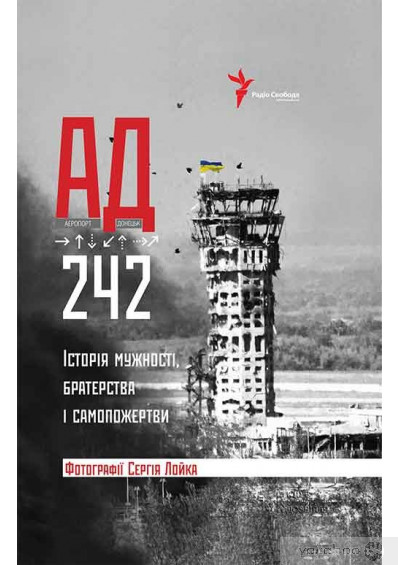 Радіо Свобода
АД
АЕРОПОРТ ДОНЕЦЬК
242
Історія мужності,
братерства
і самопожертви
Фотографії Сергія Лойка